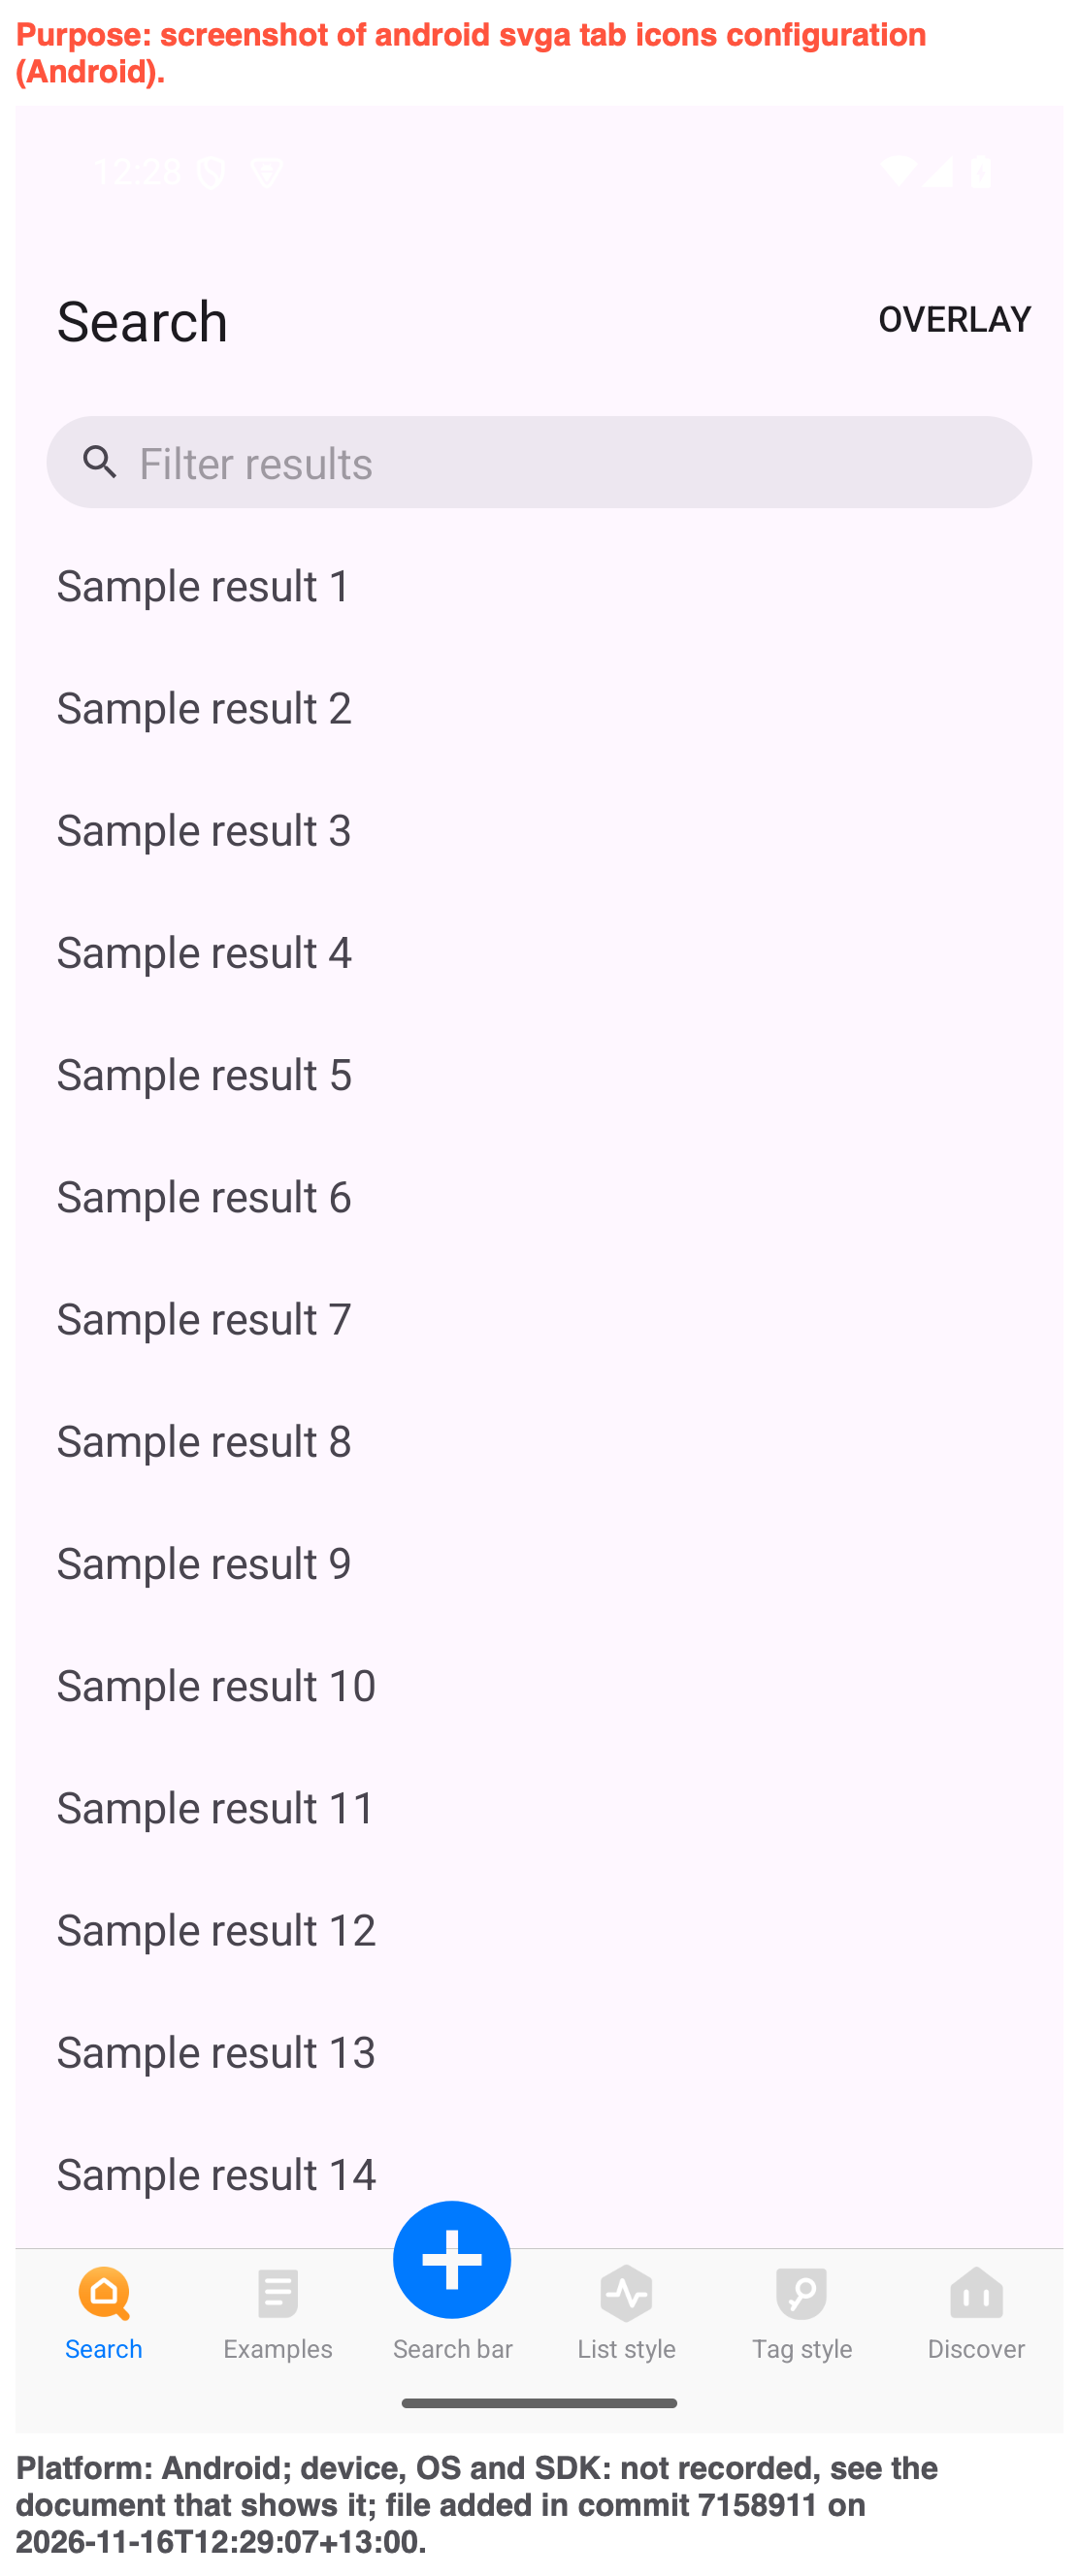 Purpose: screenshot of android svga tab icons configuration
(Android).
12:28
Search
OVERLAY
Filter results
Sample result 1
Sample result 2
Sample result 3
Sample result 4
Sample result 5
Sample result 6
Sample result 7
Sample result 8
Sample result 9
Sample result 10
Sample result 11
Sample result 12
Sample result 13
Sample result 14
Search
Examples
Search bar
List style
Tag style
Discover
Platform: Android; device, OS and SDK: not recorded, see the
document that shows it; file added in commit 7158911 on
2026-11-16T12:29:07+13:00.